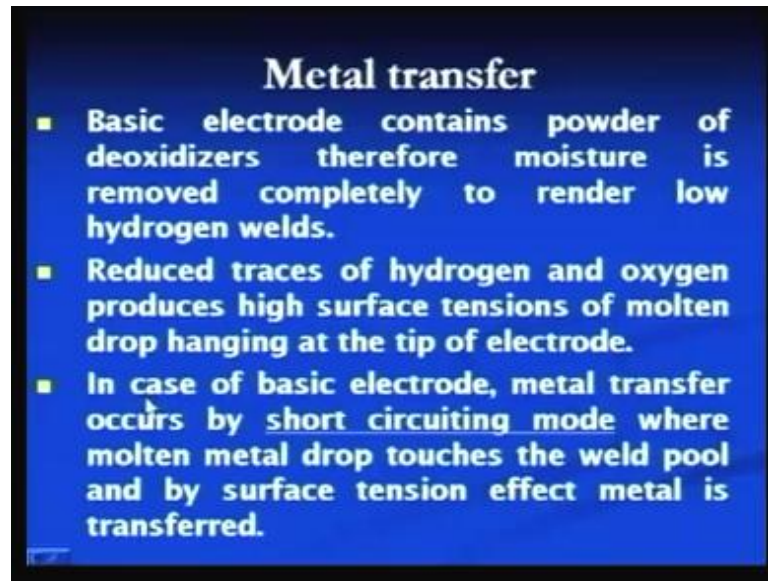 Metal transfer
Basic electrode contains powder of
deoxidizers therefore moisture is
removed completely to render low
hydrogen welds.
Reduced traces of hydrogen and oxygen
produces high surface tensions of molten
drop hanging at the tip of electrode.
In case of basic electrode, metal transfer
occurs by short circuiting mode where
molten metal drop touches the weld pool
and by surface tension effect metal is
transferred.